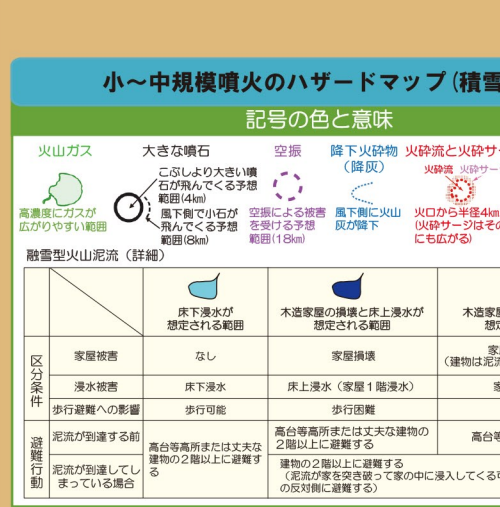 小～中規模噴火のハザードマップ(積雪
記号の色と意味
火山ガス
大きな噴石
空振
降下火砕物
(降灰)
火砕流と火砕サー
火砕流 火砕サー
こぶしより大きい噴
石が飛んでくる予想
範囲(4km)
風下側で小石が
飛んでくる予想
範囲(8km)
高濃度にガスが
広がりやすい範囲
空振による被害
を受ける予想
範囲(18km)
風下側に火山
灰が降下
火口から半径4km
(火砕サージはその
にも広がる)
融雪型火山泥流(詳細)
床下浸水が
想定される範囲
木造家屋の損壊と床上浸水が
想定される範囲
木造家屋
想定
区分条件
家屋被害
なし
家屋損壊
家
(建物は泥流
浸水被害
床下浸水
床上浸水(家屋1階浸水)
家
歩行避難への影響
歩行可能
歩行困難
避難行動
泥流が到達する前
高台等高所または丈夫な
建物の2階以上に避難す
る
高台等高所または丈夫な建物の
2階以上に避難する
高台等
泥流が到達してし
まっている場合
建物の2階以上に避難する
(泥流が家を突き破って家の中に浸入してくる可
の反対側に避難する)